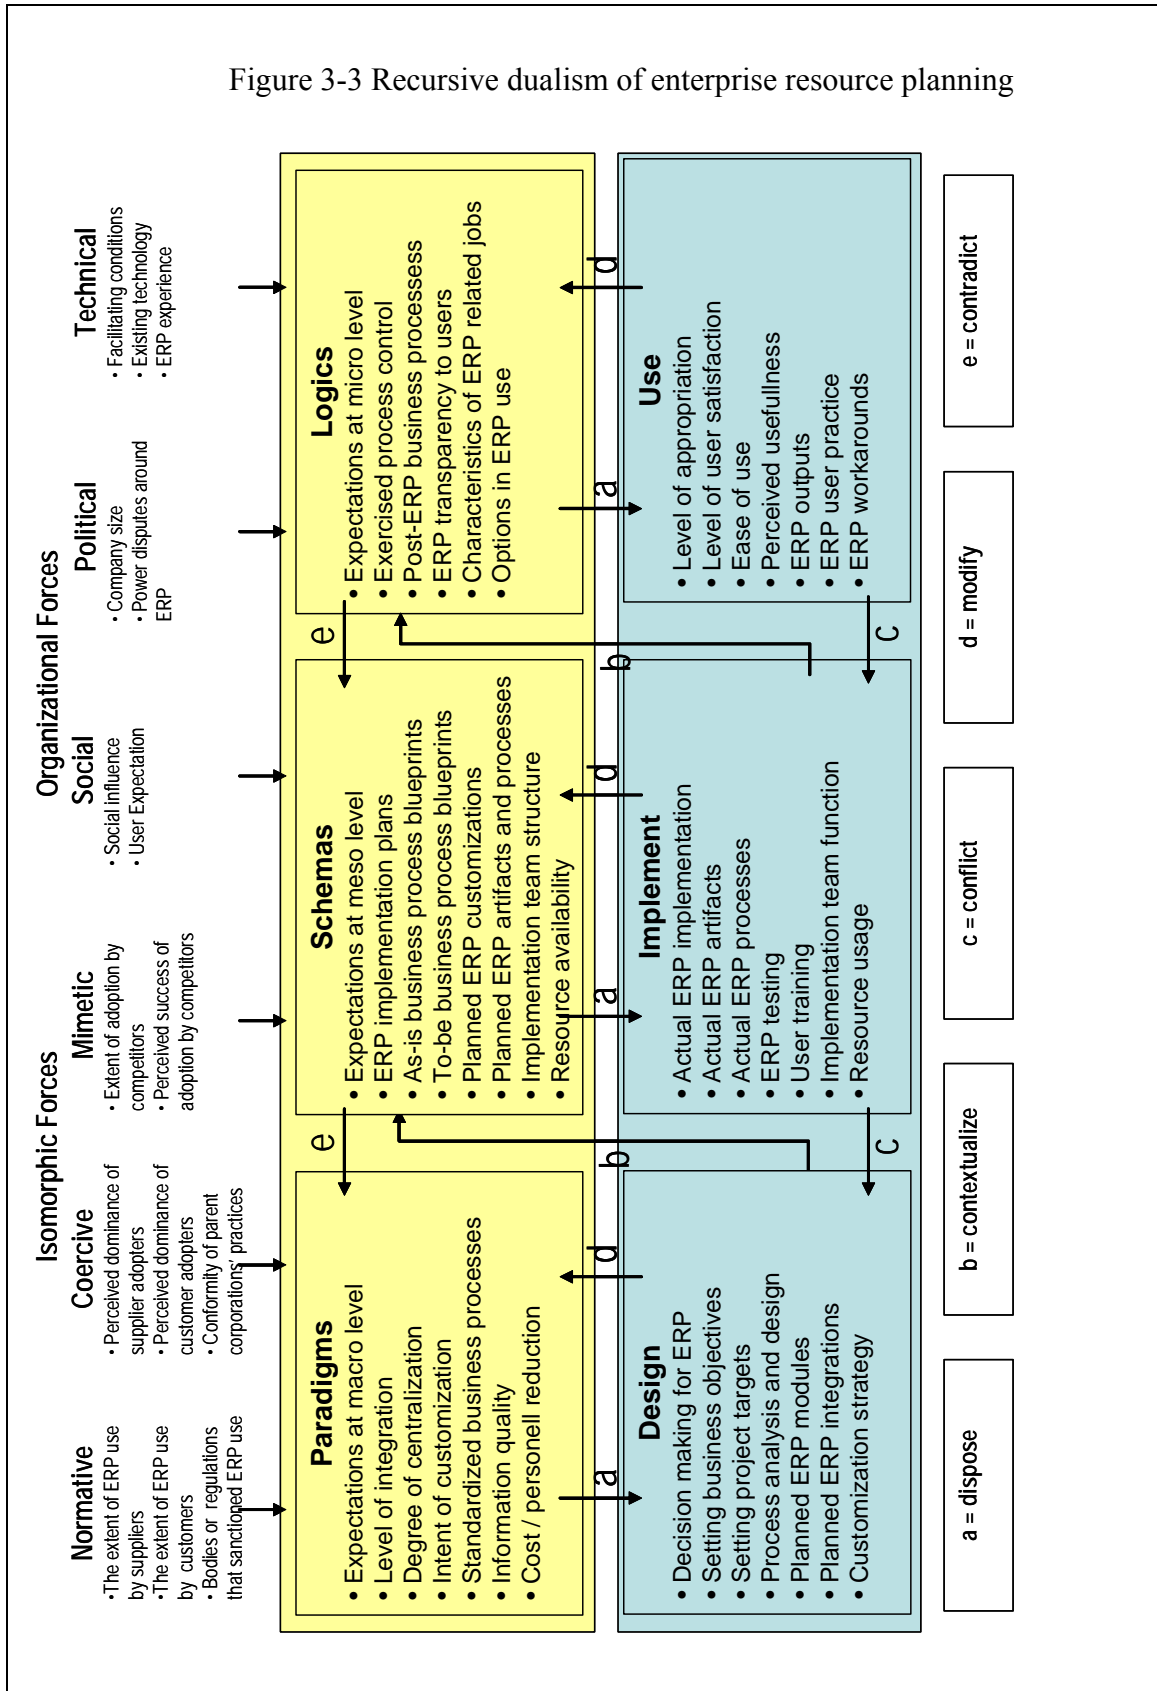 Figure 3-3 Recursive dualism of enterprise resource planning
Isomorphic Forces
Organizational Forces
Normative
• The extent of ERP use
by suppliers
• The extent of ERP use
by customers
• Bodies or regulations
that sanctioned ERP use
Coercive
• Perceived dominance of
supplier adopters
• Perceived dominance of
customer adopters
• Conformity of parent
corporations' practices
Mimetic
• Extent of adoption by
competitors
• Perceived success of
adoption by competitors
Social
• Social influence
• User Expectation
Political
• Company size
• Power disputes around
ERP
Technical
• Facilitating conditions
• Existing technology
• ERP experience
Paradigms
• Expectations at macro level
• Level of integration
• Degree of centralization
• Intent of customization
• Standardized business processes
• Information quality
• Cost / personell reduction
e
Schemas
• Expectations at meso level
• ERP implementation plans
• As-is business process blueprints
• To-be business process blueprints
• Planned ERP customizations
• Planned ERP artifacts and processes
• Implementation team structure
• Resource availability
e
Logics
• Expectations at micro level
• Exercised process control
• Post-ERP business processess
• ERP transparency to users
• Characteristics of ERP related jobs
• Options in ERP use
a
d
b
a
d
b
a
d
Design
• Decision making for ERP
• Setting business objectives
• Setting project targets
• Process analysis and design
• Planned ERP modules
• Planned ERP integrations
• Customization strategy
c
Implement
• Actual ERP implementation
• Actual ERP artifacts
• Actual ERP processes
• ERP testing
• User training
• Implementation team function
• Resource usage
c
Use
• Level of appropriation
• Level of user satisfaction
• Ease of use
• Perceived usefullness
• ERP outputs
• ERP user practice
• ERP workarounds
a = dispose
b = contextualize
c = conflict
d = modify
e = contradict